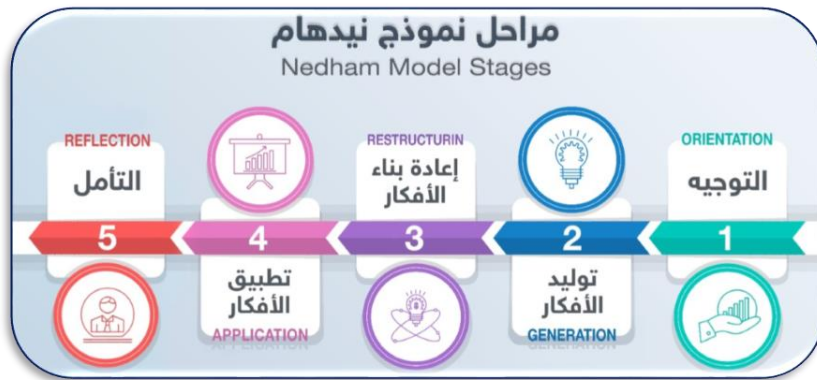 مراحل نموذج نيدهام
Nedham Model Stages
ORIENTATION
التوجيه
1
2
توليد
الأفكار
GENERATION
RESTRUCTURIN
إعادة بناء
الأفكار
3
4
تطبيق
الأفكار
APPLICATION
REFLECTION
التأمل
5